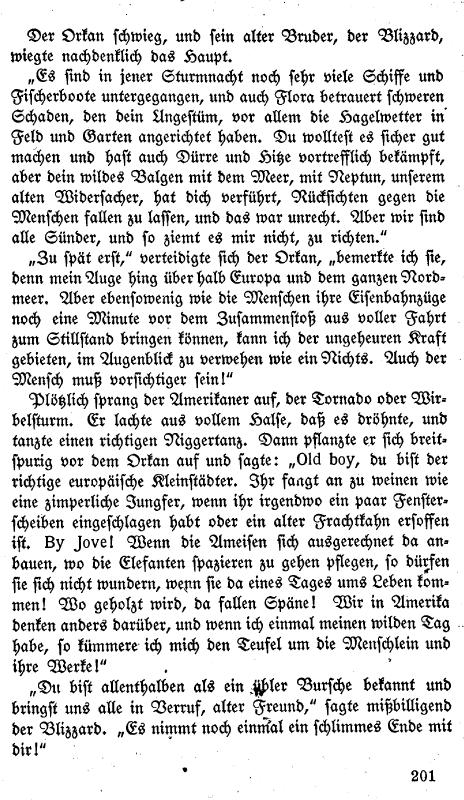 Der Orkan schwieg, und sein alter Bruder, der Blizzard,
wiegte nachdenklich das Haupt.
„Es sind in jener Sturmnacht noch sehr viele Schiffe und
Fischerboote untergegangen, und auch Flora betrauert schweren
Schaden, den dein Ungestüm, vor allem die Hagelwetter in
Feld und Garten angerichtet haben. Du wolltest es sicher gut
machen und hast auch Dürre und Hitze vortrefflich bekämpft,
aber dein wildes Balgen mit dem Meer, mit Neptun, unserem
alten Widersacher, hat dich verführt, Rücksichten gegen die
Menschen fallen zu lassen, und das war unrecht. Aber wir sind
alle Sünder, und so ziemt es mir nicht, zu richten.“
„Zu spät erst,“ verteidigte sich der Orkan, „bemerkte ich sie,
denn mein Auge hing über halb Europa und dem ganzen Nord-
meer. Aber ebensowenig wie die Menschen ihre Eisenbahnzüge
noch eine Minute vor dem Zusammenstoß aus voller Fahrt
zum Stillstand bringen können, kann ich der ungeheuren Kraft
gebieten, im Augenblick zu verwehen wie ein Nichts. Auch der
Mensch muß vorsichtiger sein!“
Plötzlich sprang der Amerikaner auf, der Tornado oder Wir-
belsturm. Er lachte aus vollem Halse, daß es dröhnte, und
tanzte einen richtigen Niggertanz. Dann pflanzte er sich breit-
spurig vor dem Orkan auf und sagte: „Old boy, du bist der
richtige europäische Kleinstädter. Ihr fangt an zu weinen wie
eine zimperliche Jungfer, wenn ihr irgendwo ein paar Fenster-
scheiben eingeschlagen habt oder ein alter Frachtkahn ersoffen
ist. By Jove! Wenn die Ameisen sich ausgerechnet da an-
bauen, wo die Elefanten spazieren zu gehen pflegen, so dürfen
sie sich nicht wundern, wenn sie da eines Tages ums Leben kom-
men! Wo geholzt wird, da fallen Späne! Wir in Amerika
denken anders darüber, und wenn ich einmal meinen wilden Tag
habe, so kümmere ich mich den Teufel um die Menschlein und
ihre Werke!“
„Du bist allenthalben als ein übler Bursche bekannt und
bringst uns alle in Verruf, alter Freund,“ sagte mißbilligend
der Blizzard. „Es nimmt noch einmal ein schlimmes Ende mit
dir!“
201